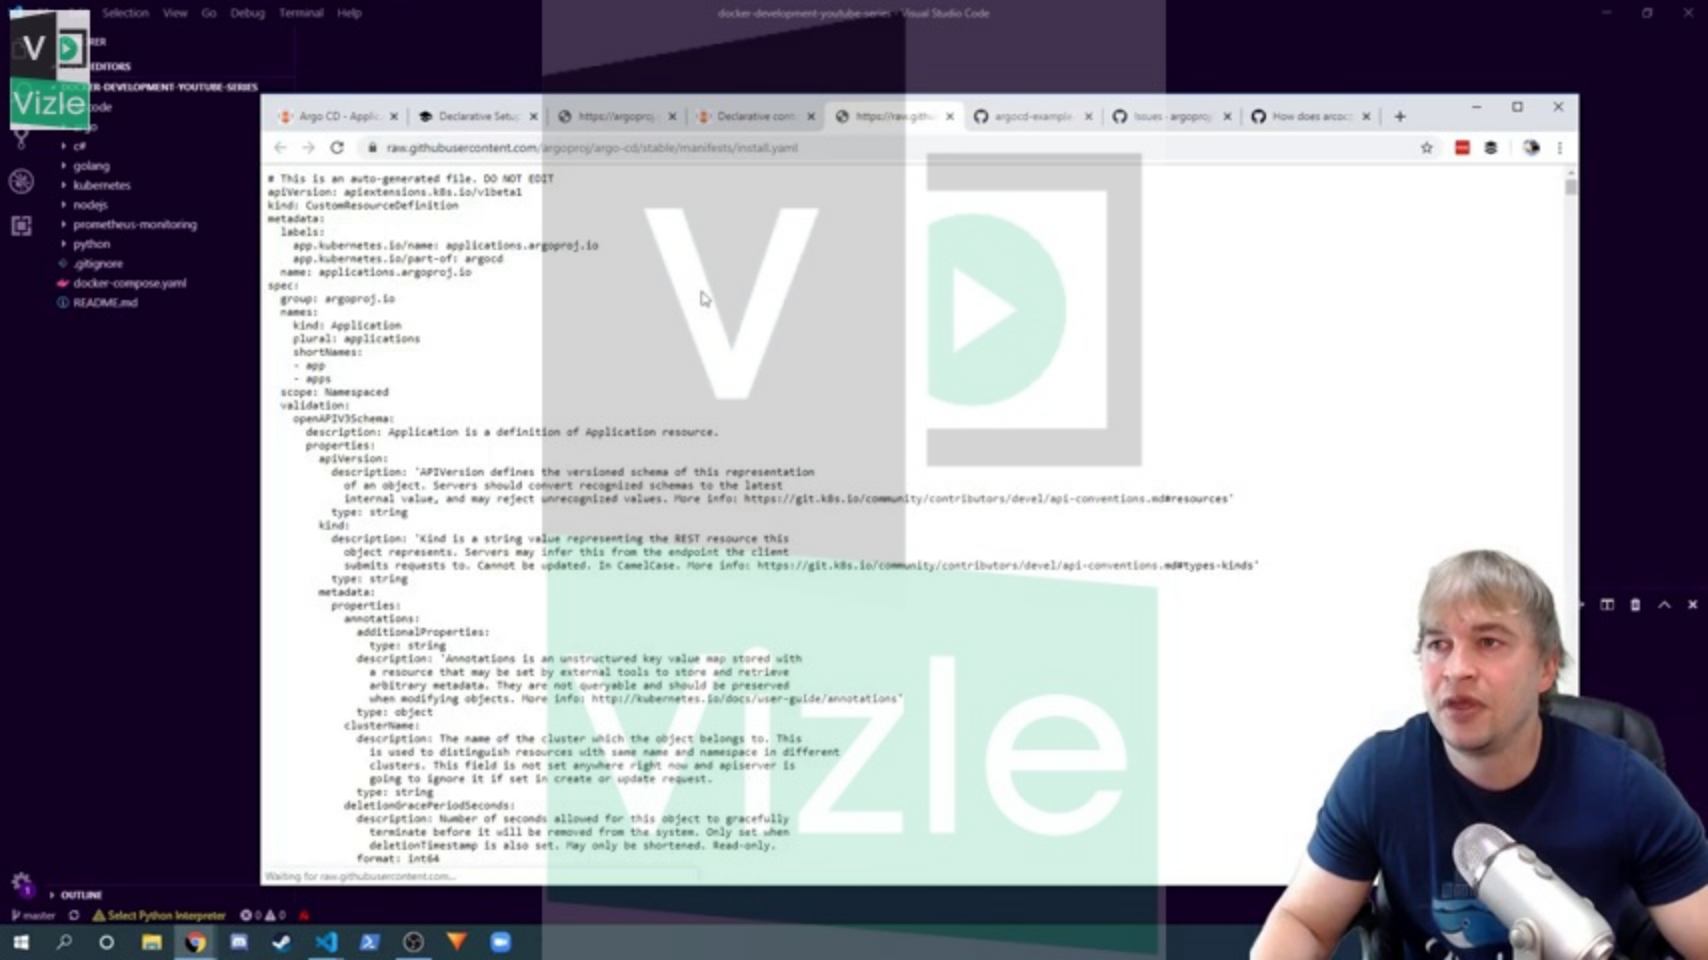 Selection View Go Debug Terminal Help
docker-development-youtube-series - Visual Studio Code
V
Vizle
EDITORS
DOCKER-DEVELOPMENT-YOUTUBE-SERIES
c#
golang
kubernetes
nodejs
prometheus-monitoring
python
.gitignore
docker-compose.yaml
README.md
Argo CD - Applic
Declarative Setup
https://argoproj
Declarative cont
https://raw.gith
argocd-example
Issues · argoproj
How does arocd
raw.githubusercontent.com/argoproj/argo-cd/stable/manifests/install.yaml
# This is an auto-generated file. DO NOT EDIT
apiVersion: apiextensions.k8s.io/v1beta1
kind: CustomResourceDefinition
metadata:
labels:
app.kubernetes.io/name: applications.argoproj.io
app.kubernetes.io/part-of: argocd
name: applications.argoproj.io
spec:
group: argoproj.io
names:
kind: Application
plural: applications
shortNames:
- app
- apps
scope: Namespaced
validation:
openAPIV3Schema:
description: Application is a definition of Application resource.
properties:
apiVersion:
description: 'APIVersion defines the versioned schema of this representation
of an object. Servers should convert recognized schemas to the latest
internal value, and may reject unrecognized values. More info: https://git.k8s.io/community/contributors/devel/api-conventions.md#resources'
type: string
kind:
description: 'Kind is a string value representing the REST resource this
object represents. Servers may infer this from the endpoint the client
submits requests to. Cannot be updated. In CamelCase. More info: https://git.k8s.io/community/contributors/devel/api-conventions.md#types-kinds'
type: string
metadata:
properties:
annotations:
additionalProperties:
type: string
description: 'Annotations is an unstructured key value map stored with
a resource that may be set by external tools to store and retrieve
arbitrary metadata. They are not queryable and should be preserved
when modifying objects. More info: http://kubernetes.io/docs/user-guide/annotations'
type: object
clusterName:
description: The name of the cluster which the object belongs to. This
is used to distinguish resources with same name and namespace in different
clusters. This field is not set anywhere right now and apiserver is
going to ignore it if set in create or update request.
type: string
deletionGracePeriodSeconds:
description: Number of seconds allowed for this object to gracefully
terminate before it will be removed from the system. Only set when
deletionTimestamp is also set. May only be shortened. Read-only.
format: int64
Waiting for raw.githubusercontent.com...
V
Vizle
OUTLINE
master Select Python Interpreter 0 0